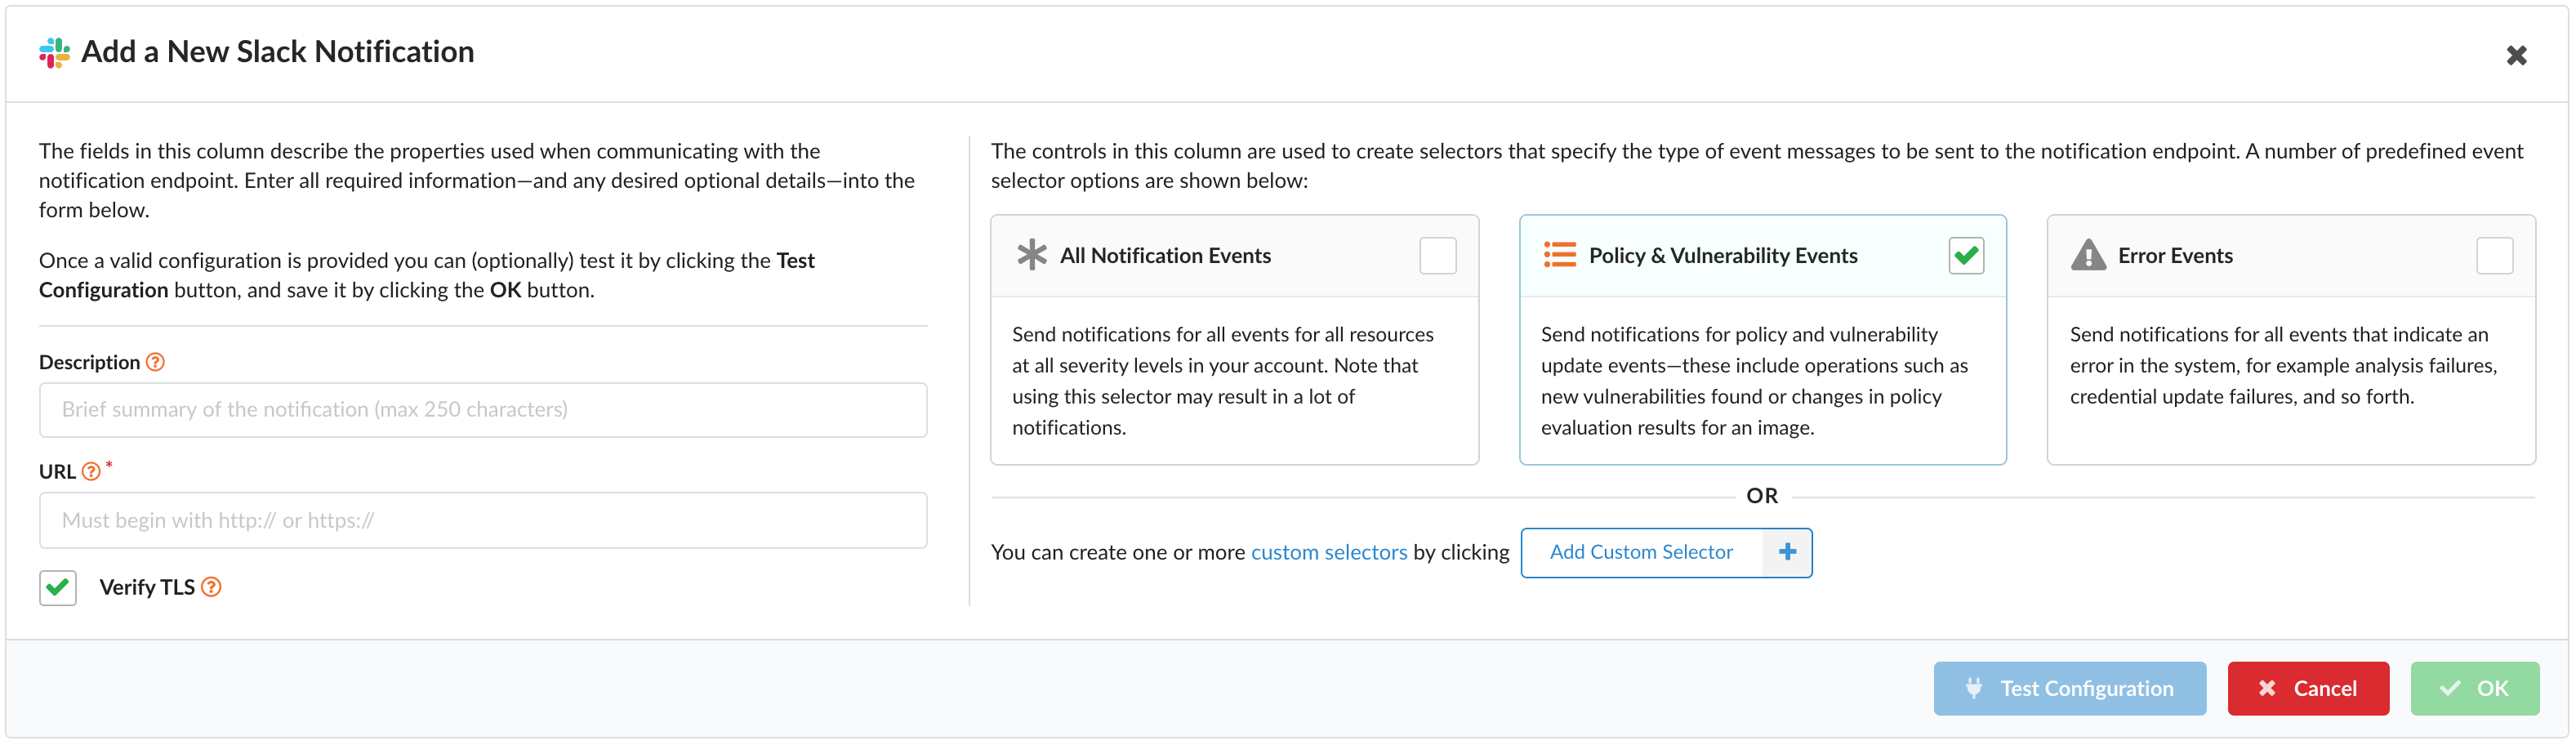 Add a New Slack Notification
The fields in this column describe the properties used when communicating with the
notification endpoint. Enter all required information—and any desired optional details—into the
form below.
Once a valid configuration is provided you can (optionally) test it by clicking the Test
Configuration button, and save it by clicking the OK button.
Description
Brief summary of the notification (max 250 characters)
URL *
Must begin with http:// or https://
Verify TLS
The controls in this column are used to create selectors that specify the type of event messages to be sent to the notification endpoint. A number of predefined event
selector options are shown below:
All Notification Events
Send notifications for all events for all resources
at all severity levels in your account. Note that
using this selector may result in a lot of
notifications.
Policy & Vulnerability Events
Send notifications for policy and vulnerability
update events—these include operations such as
new vulnerabilities found or changes in policy
evaluation results for an image.
Error Events
Send notifications for all events that indicate an
error in the system, for example analysis failures,
credential update failures, and so forth.
OR
You can create one or more custom selectors by clicking Add Custom Selector
Test Configuration
Cancel
OK